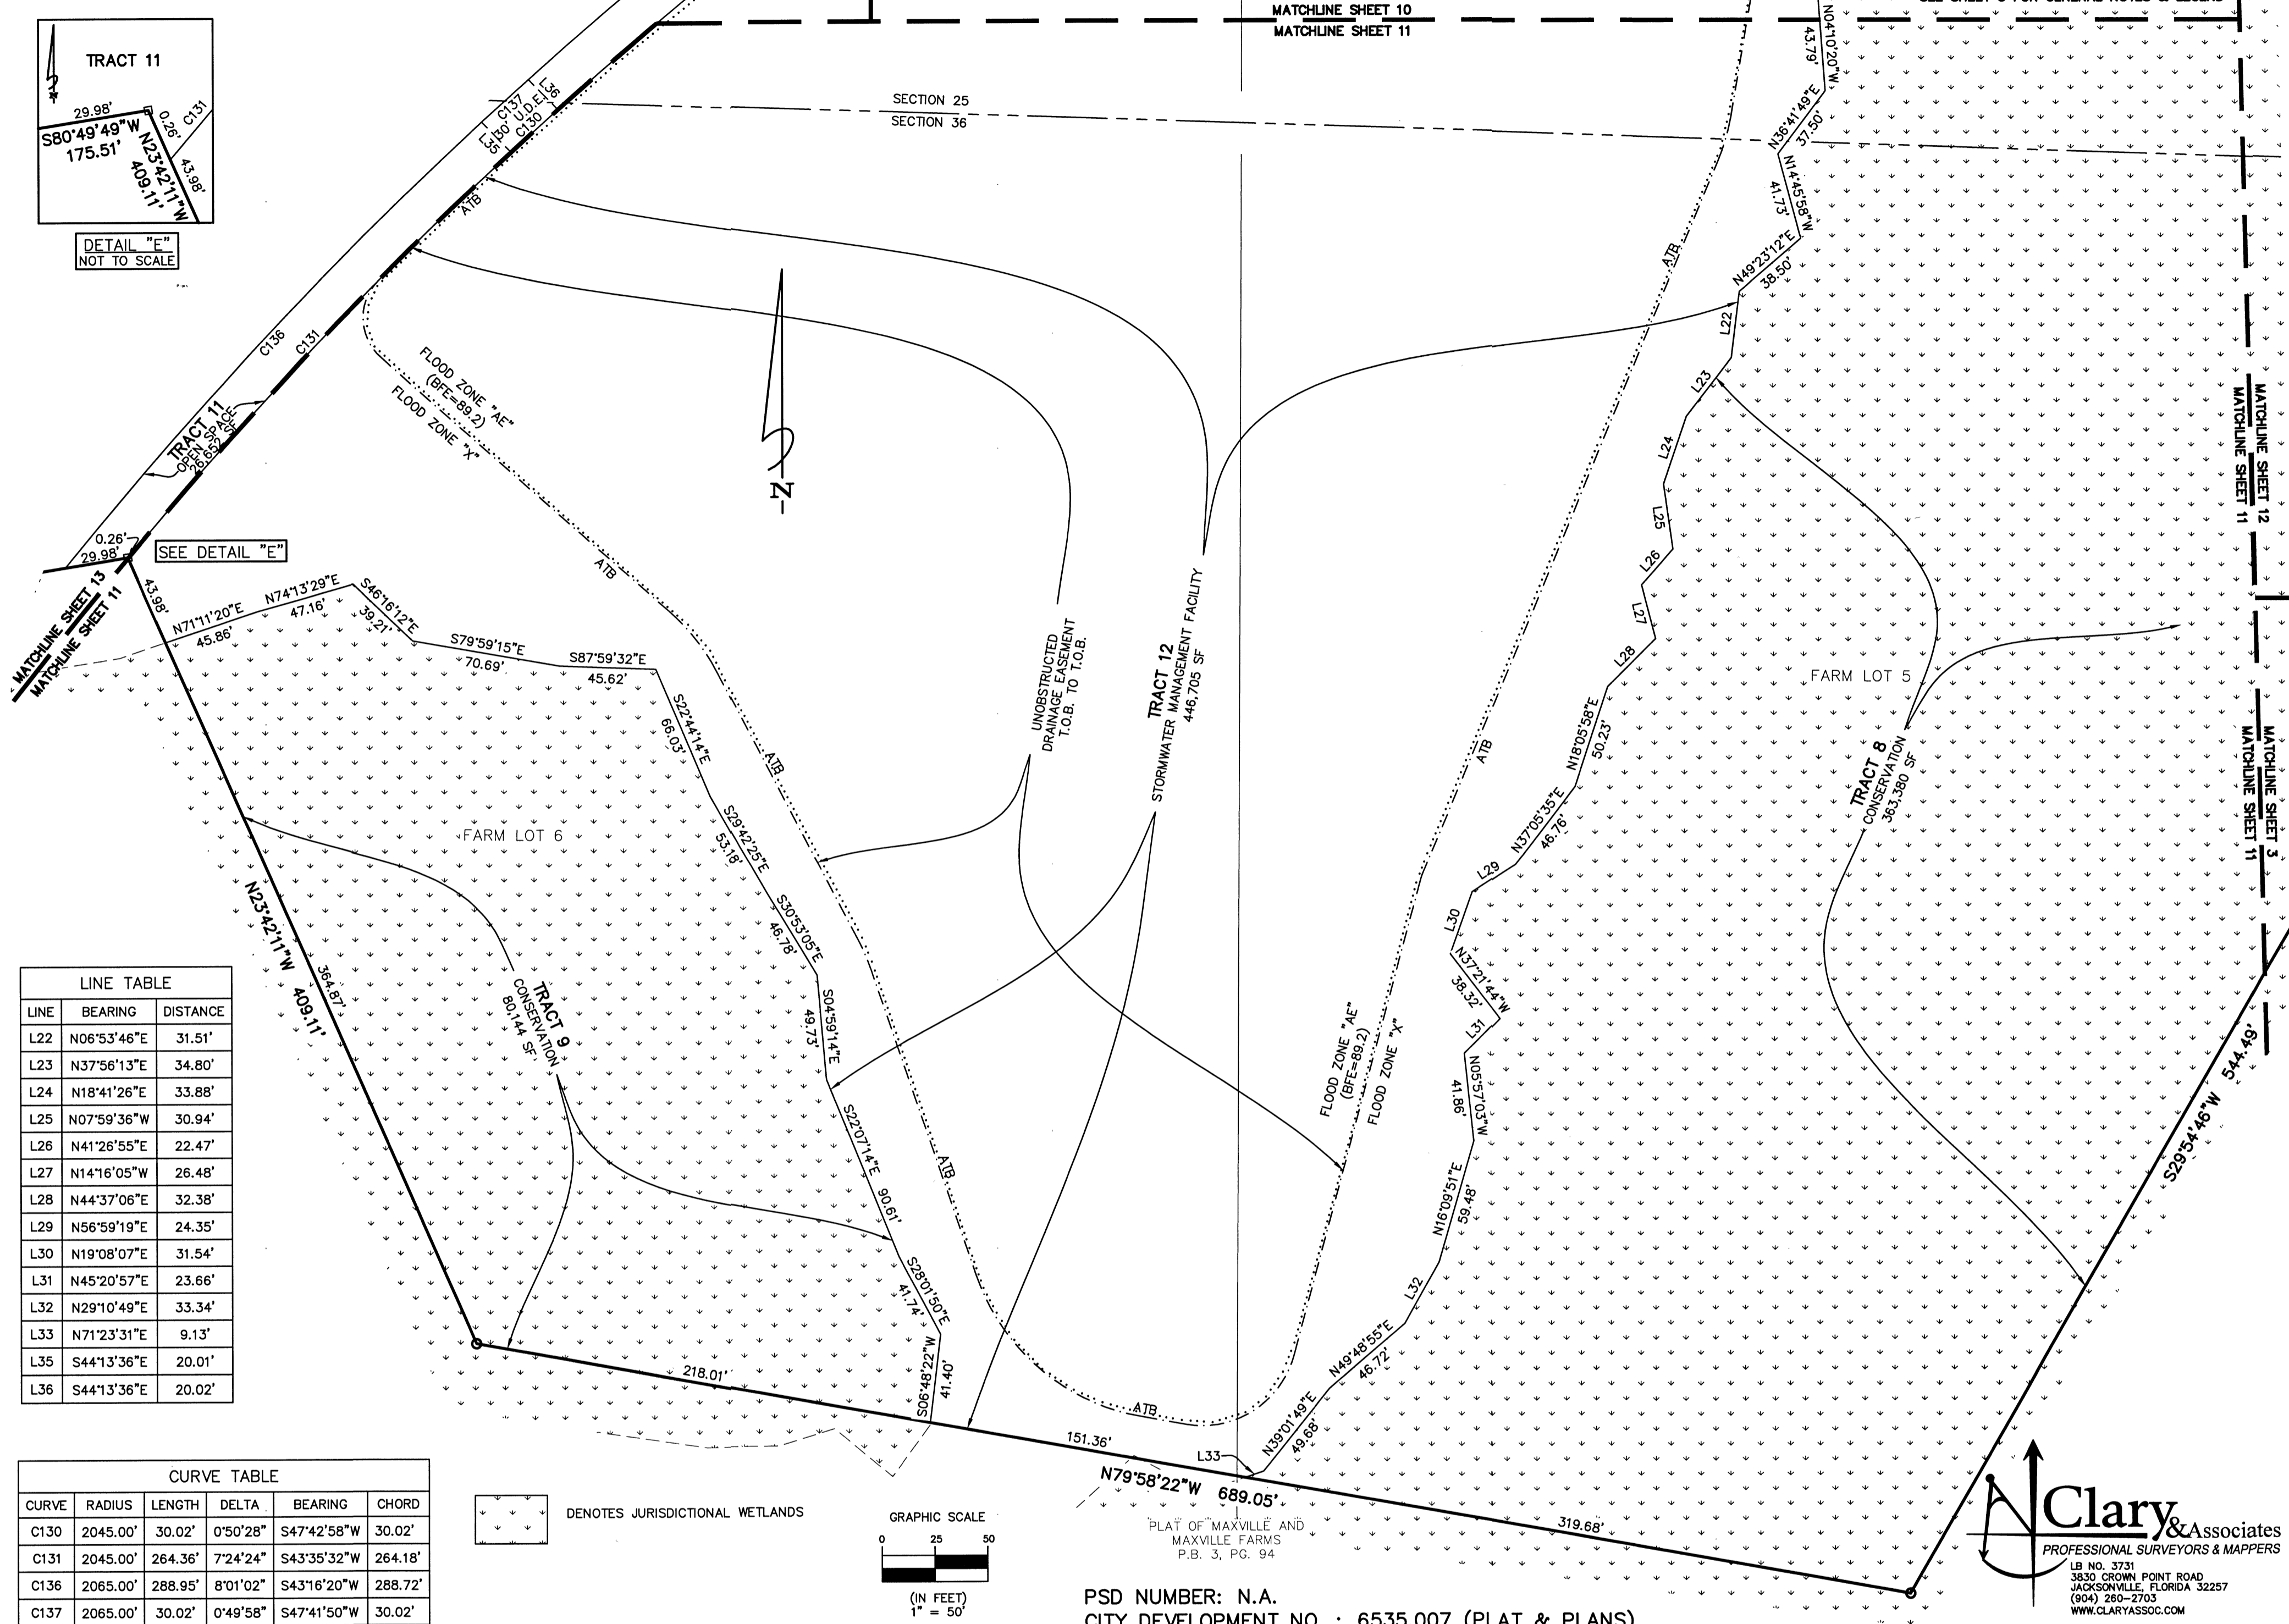 MATCHLINE SHEET 10
MATCHLINE SHEET 11
TRACT 11
N
29.98'
0.26'
C131
S80°49'49"W
175.51'
N23°42'11"W
409.11'
43.98'
DETAIL "E"
NOT TO SCALE
SECTION 25
SECTION 36
C137
30' U.D.E.
C130
L36
L35
ATB
C136
C131
TRACT 11
OPEN SPACE
26,652 SF
FLOOD ZONE "AE"
(BFE=89.2)
FLOOD ZONE "X"
ATB
N
0.26'
29.98'
SEE DETAIL "E"
MATCHLINE SHEET 13
MATCHLINE SHEET 11
43.98'
N71°11'20"E
45.86'
N74°13'29"E
47.16'
S46°16'12"E
39.21'
S79°59'15"E
70.69'
S87°59'32"E
45.62'
S22°44'14"E
66.03'
S29°42'25"E
53.18'
S30°53'05"E
46.78'
S04°59'14"E
49.73'
S22°07'14"E 90.61'
S28°01'50"E
41.74'
S06°48'22"W
41.40'
ATB
ATB
FARM LOT 6
N23°42'11"W 409.11'
364.87'
TRACT 9
CONSERVATION
80,144 SF
UNOBSTRUCTED
DRAINAGE EASEMENT
T.O.B. TO T.O.B.
TRACT 12
STORMWATER MANAGEMENT FACILITY
446,705 SF
N04°10'20"W
43.79'
N36°41'49"E
37.50'
N14°45'58"W
41.73'
N49°23'12"E
38.50'
L22
L23
L24
L25
L26
L27
L28
N18°05'58"E
50.23'
N37°05'35"E
46.76'
L29
L30
N37°21'44"W
38.32'
L31
N05°57'03"W
41.86'
N16°09'51"E
59.48'
L32
N49°48'55"E
46.72'
N39°01'49"E
49.68'
L33
ATB
ATB
ATB
FLOOD ZONE "AE"
(BFE=89.2)
FLOOD ZONE "X"
FARM LOT 5
TRACT 8
CONSERVATION
363,380 SF
MATCHLINE SHEET 12
MATCHLINE SHEET 11
MATCHLINE SHEET 3
MATCHLINE SHEET 11
S29°54'46"W 544.49'
218.01'
151.36'
N79°58'22"W 689.05'
319.68'
PLAT OF MAXVILLE AND
MAXVILLE FARMS
P.B. 3, PG. 94
LINE TABLE
LINE BEARING DISTANCE
L22 N06°53'46"E 31.51'
L23 N37°56'13"E 34.80'
L24 N18°41'26"E 33.88'
L25 N07°59'36"W 30.94'
L26 N41°26'55"E 22.47'
L27 N14°16'05"W 26.48'
L28 N44°37'06"E 32.38'
L29 N56°59'19"E 24.35'
L30 N19°08'07"E 31.54'
L31 N45°20'57"E 23.66'
L32 N29°10'49"E 33.34'
L33 N71°23'31"E 9.13'
L35 S44°13'36"E 20.01'
L36 S44°13'36"E 20.02'
CURVE TABLE
CURVE RADIUS LENGTH DELTA BEARING CHORD
C130 2045.00' 30.02' 0°50'28" S47°42'58"W 30.02'
C131 2045.00' 264.36' 7°24'24" S43°35'32"W 264.18'
C136 2065.00' 288.95' 8°01'02" S43°16'20"W 288.72'
C137 2065.00' 30.02' 0°49'58" S47°41'50"W 30.02'
DENOTES JURISDICTIONAL WETLANDS
GRAPHIC SCALE
0 25 50
(IN FEET)
1" = 50'
PSD NUMBER: N.A.
CITY DEVELOPMENT NO.: 6535.007 (PLAT & PLANS)
Clary
& Associates
PROFESSIONAL SURVEYORS & MAPPERS
LB NO. 3731
3830 CROWN POINT ROAD
JACKSONVILLE, FLORIDA 32257
(904) 260-2703
WWW.CLARYASSOC.COM